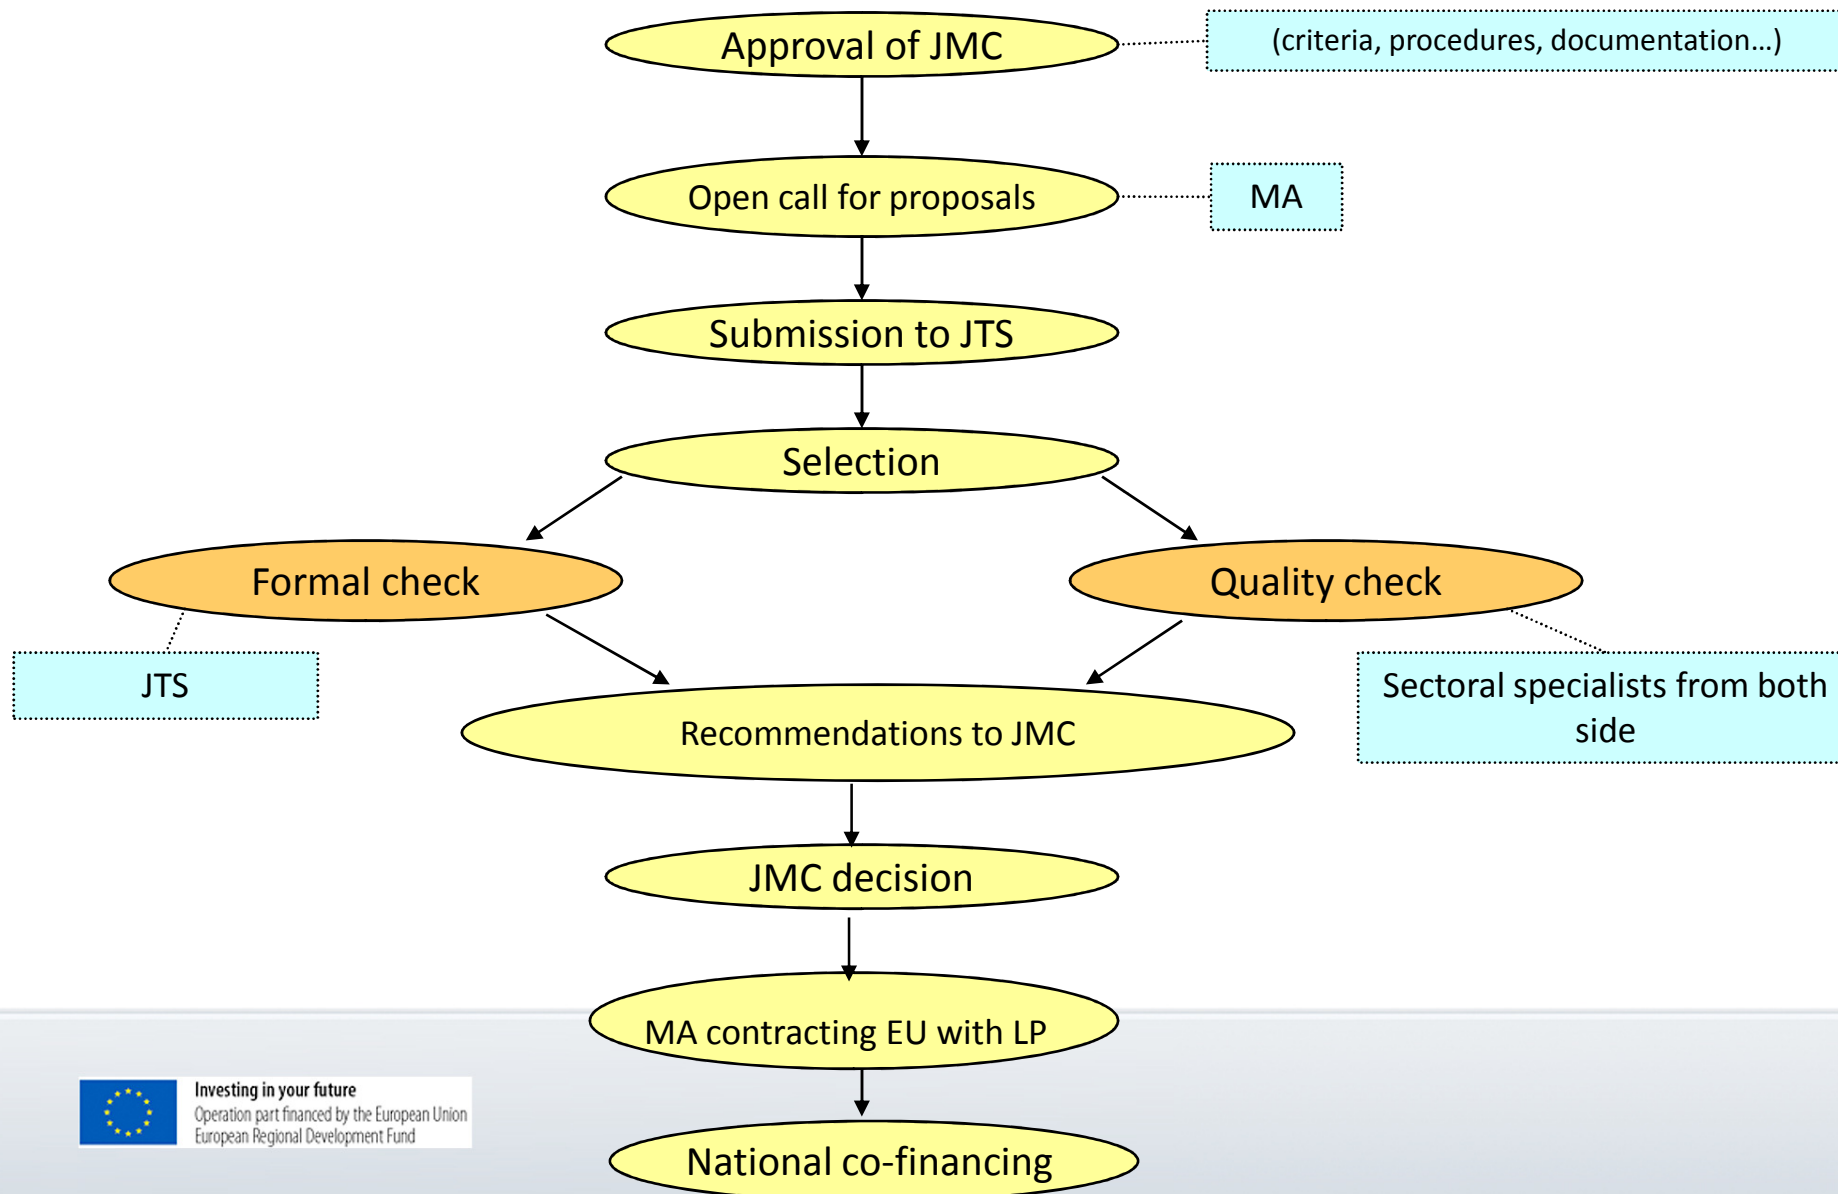 Approval of JMC
(criteria, procedures, documentation…)
Open call for proposals
MA
Submission to JTS
Selection
Formal check
Quality check
JTS
Sectoral specialists from both
side
Recommendations to JMC
JMC decision
MA contracting EU with LP
Investing in your future
Operation part financed by the European Union
European Regional Development Fund
National co-financing